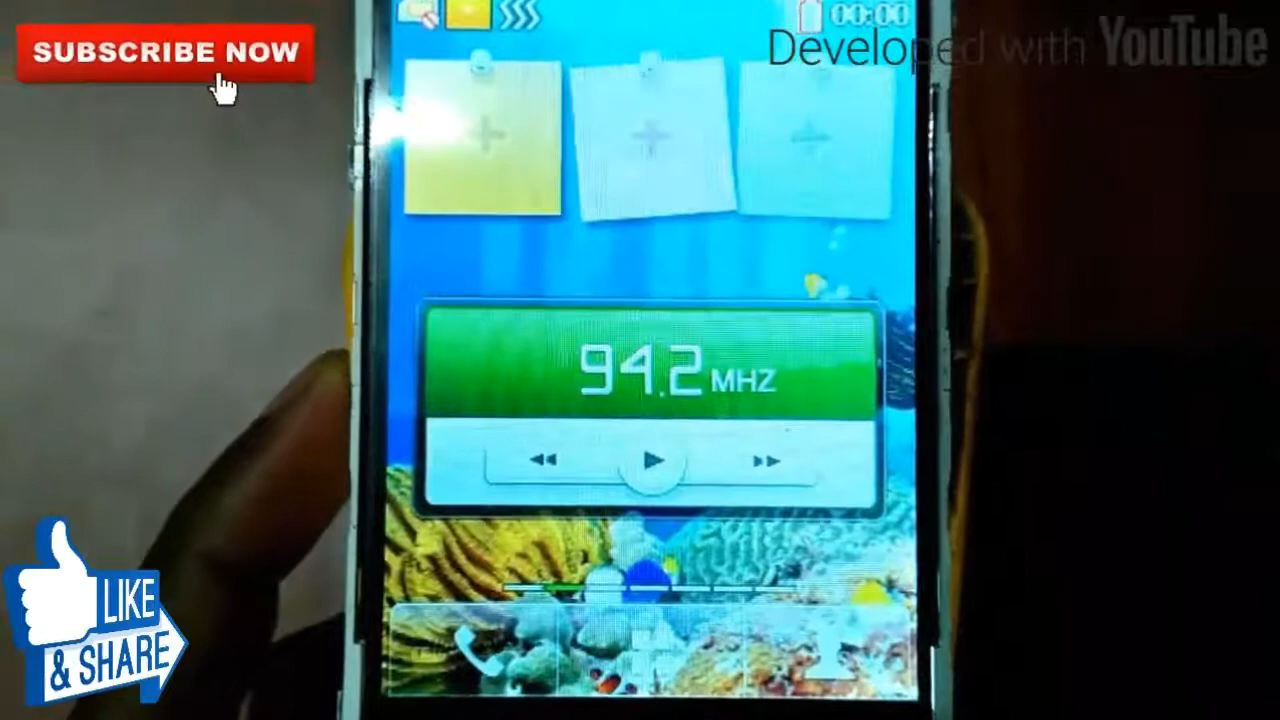 SUBSCRIBE NOW
00:00
Developed with YouTube
94.2 MHZ
LIKE
& SHARE